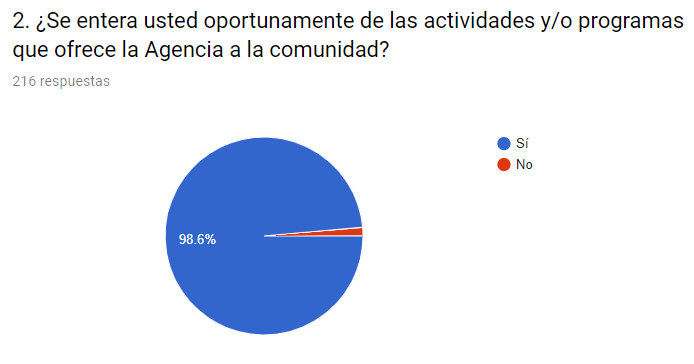 2. ¿Se entera usted oportunamente de las actividades y/o programas
que ofrece la Agencia a la comunidad?
216 respuestas
Sí
No
98.6%